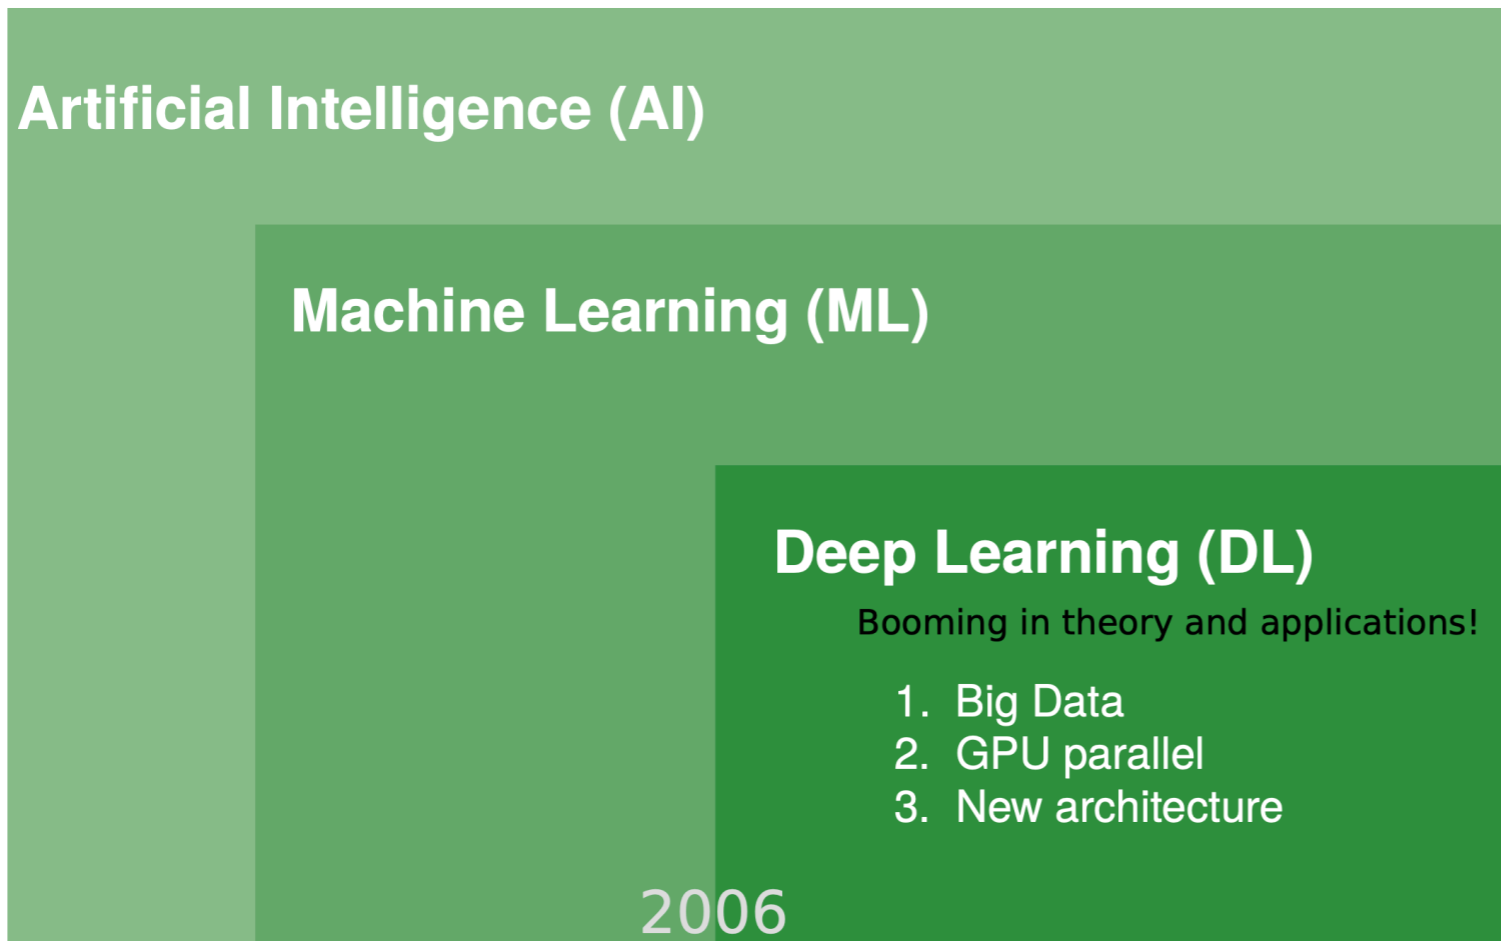 Artificial Intelligence (AI)
Machine Learning (ML)
Deep Learning (DL)
Booming in theory and applications!
1. Big Data
2. GPU parallel
3. New architecture
2006